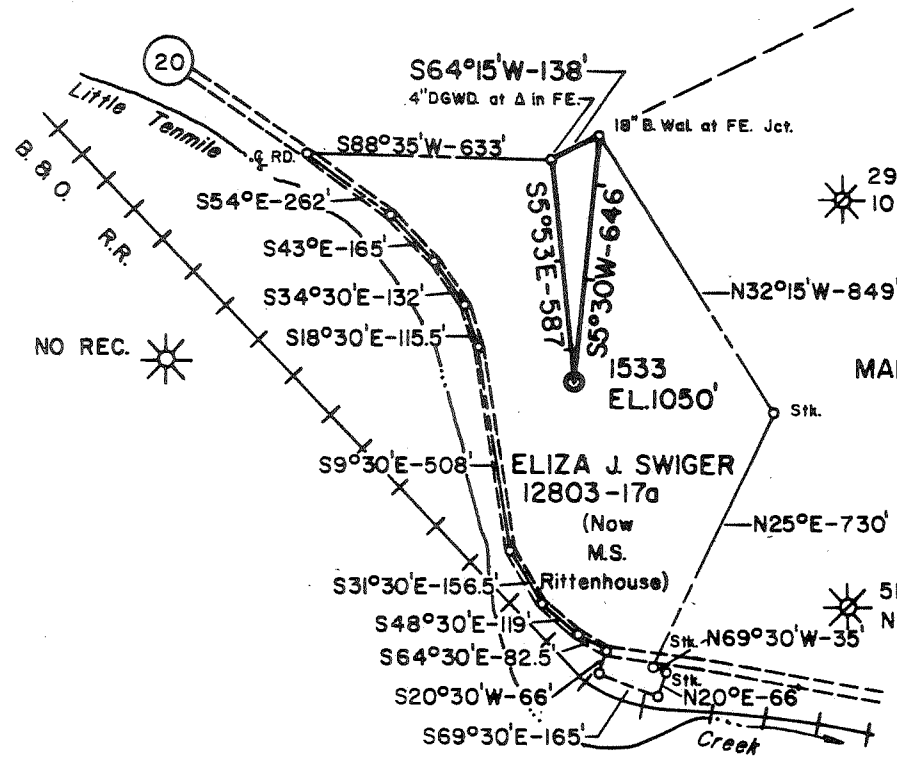 20
S64°15'W-138'
4" DGWD. at Δ in FE.
18" B. Wal. at FE. Jct.
Little Tenmile
℄ RD.
S88°35'W-633'
B. & O. R.R.
S54°E-262'
29
10
S43°E-165'
S5°53'E-587'
S5°30'W-646'
N32°15'W-849'
S34°30'E-132'
S18°30'E-115.5'
NO REC.
1533
EL.1050'
MA
Stk.
S9°30'E-508'
ELIZA J. SWIGER
12803-17a
(Now
M.S.
Rittenhouse)
N25°E-730'
S31°30'E-156.5'
51
N
S48°30'E-119'
Stk.
N69°30'W-35'
S64°30'E-82.5'
Stk.
S20°30'W-66'
N20°E-66'
S69°30'E-165'
Creek